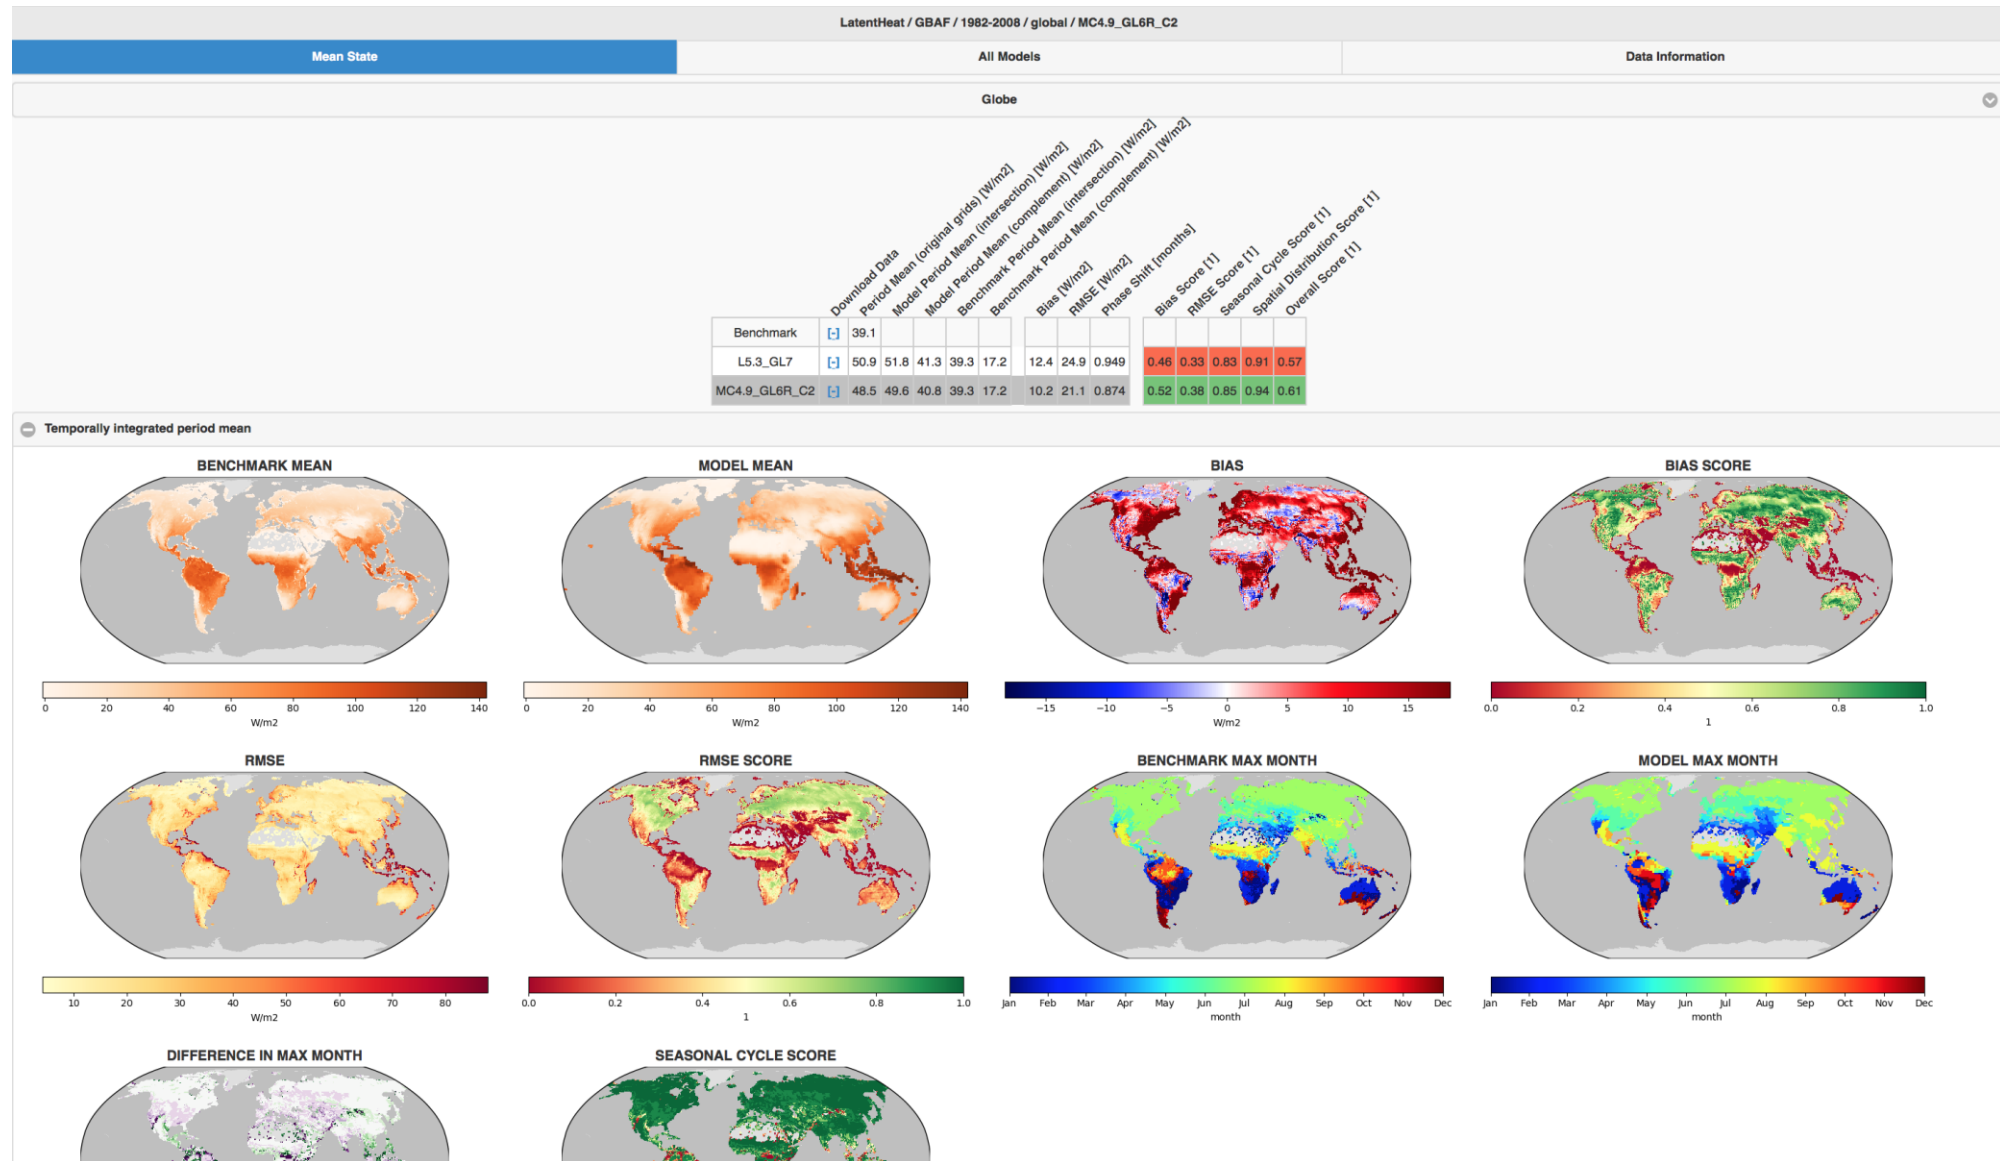 LatentHeat / GBAF / 1982-2008 / global / MC4.9_GL6R_C2
Mean State All Models Data Information
Globe
Download Data
Period Mean (original grids) [W/m2]
Model Period Mean (intersection) [W/m2]
Model Period Mean (complement) [W/m2]
Benchmark Period Mean (intersection) [W/m2]
Benchmark Period Mean (complement) [W/m2]
Bias [W/m2]
RMSE [W/m2]
Phase Shift [months]
Bias Score [1]
RMSE Score [1]
Seasonal Cycle Score [1]
Spatial Distribution Score [1]
Overall Score [1]
Benchmark [-] 39.1
L5.3_GL7 [-] 50.9 51.8 41.3 39.3 17.2 12.4 24.9 0.949 0.46 0.33 0.83 0.91 0.57
MC4.9_GL6R_C2 [-] 48.5 49.6 40.8 39.3 17.2 10.2 21.1 0.874 0.52 0.38 0.85 0.94 0.61
Temporally integrated period mean
BENCHMARK MEAN MODEL MEAN BIAS BIAS SCORE
0 20 40 60 80 100 120 140 0 20 40 60 80 100 120 140 −15 −10 −5 0 5 10 15 0.0 0.2 0.4 0.6 0.8 1.0
W/m2 W/m2 W/m2 1
RMSE RMSE SCORE BENCHMARK MAX MONTH MODEL MAX MONTH
10 20 30 40 50 60 70 80 0.0 0.2 0.4 0.6 0.8 1.0 Jan Feb Mar Apr May Jun Jul Aug Sep Oct Nov Dec Jan Feb Mar Apr May Jun Jul Aug Sep Oct Nov Dec
W/m2 1 month month
DIFFERENCE IN MAX MONTH SEASONAL CYCLE SCORE